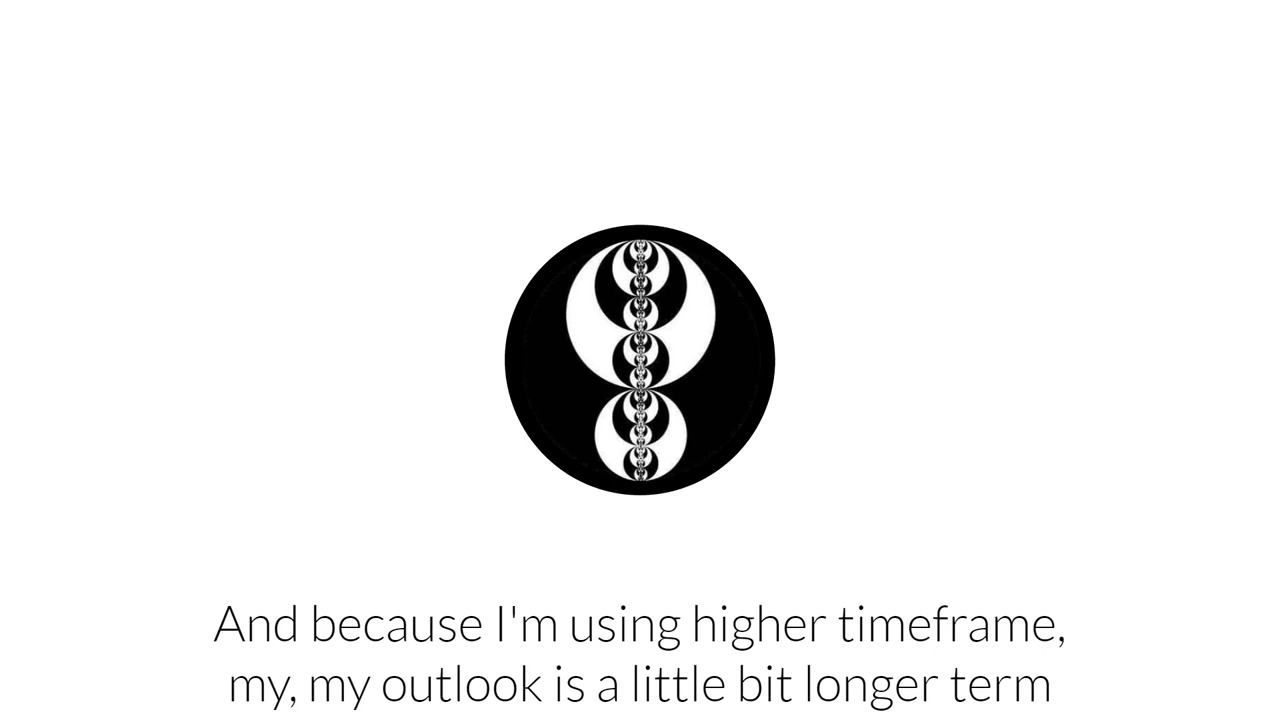 And because I'm using higher timeframe,
my, my outlook is a little bit longer term